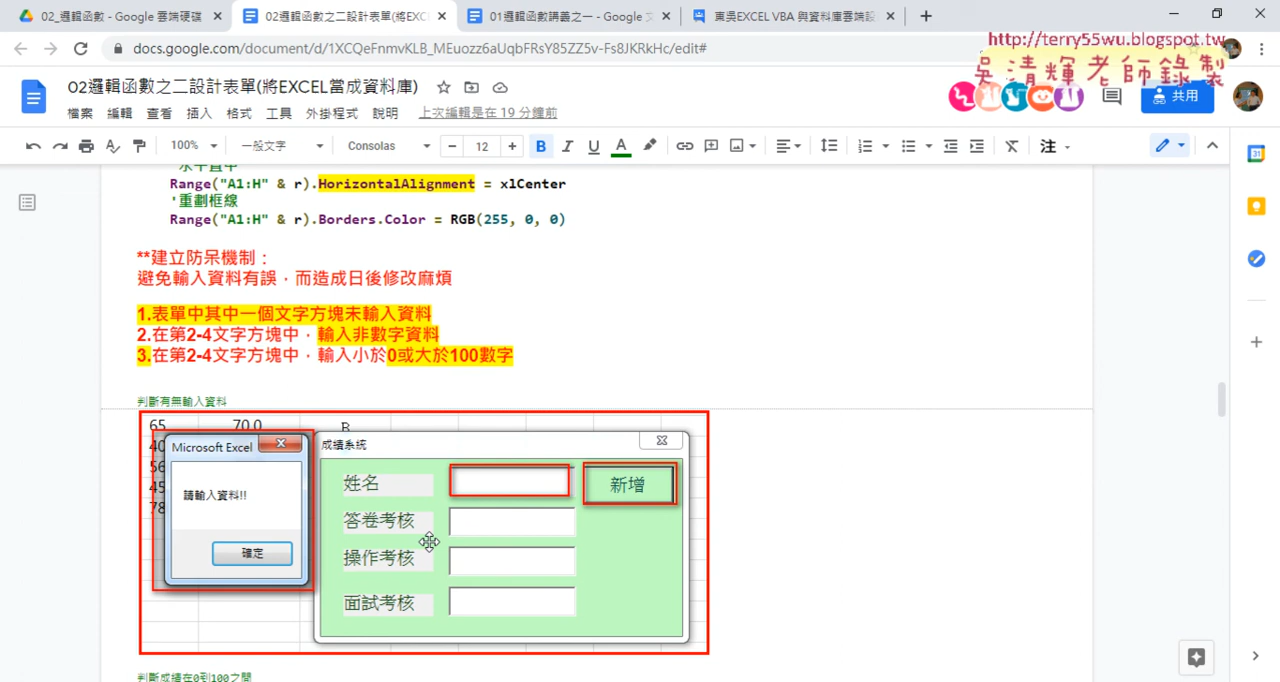 02_邏輯函數 - Google 雲端硬碟
02邏輯函數之二設計表單(將EXC
01邏輯函數講義之一 - Google 文
東吳EXCEL VBA 與資料庫雲端設
docs.google.com/document/d/1XCQeFnmvKLB_MEuozz6aUqbFRsY85ZZ5v-Fs8JKRkHc/edit#
http://terry55wu.blogspot.tw
吳清輝老師錄製
02邏輯函數之二設計表單(將EXCEL當成資料庫)
檔案 編輯 查看 插入 格式 工具 外掛程式 說明 上次編輯是在 19 分鐘前
共用
100% 一般文字 Consolas 12 B I U A 注
'水平置中
Range("A1:H" & r).HorizontalAlignment = xlCenter
'重劃框線
Range("A1:H" & r).Borders.Color = RGB(255, 0, 0)
**建立防呆機制：
避免輸入資料有誤，而造成日後修改麻煩
1.表單中其中一個文字方塊未輸入資料
2.在第2-4文字方塊中，輸入非數字資料
3.在第2-4文字方塊中，輸入小於0或大於100數字
判斷有無輸入資料
65 70.0 B
40
56
45
78
Microsoft Excel
請輸入資料!!
確定
成績系統
姓名
新增
答卷考核
操作考核
面試考核
判斷成績在0到100之間